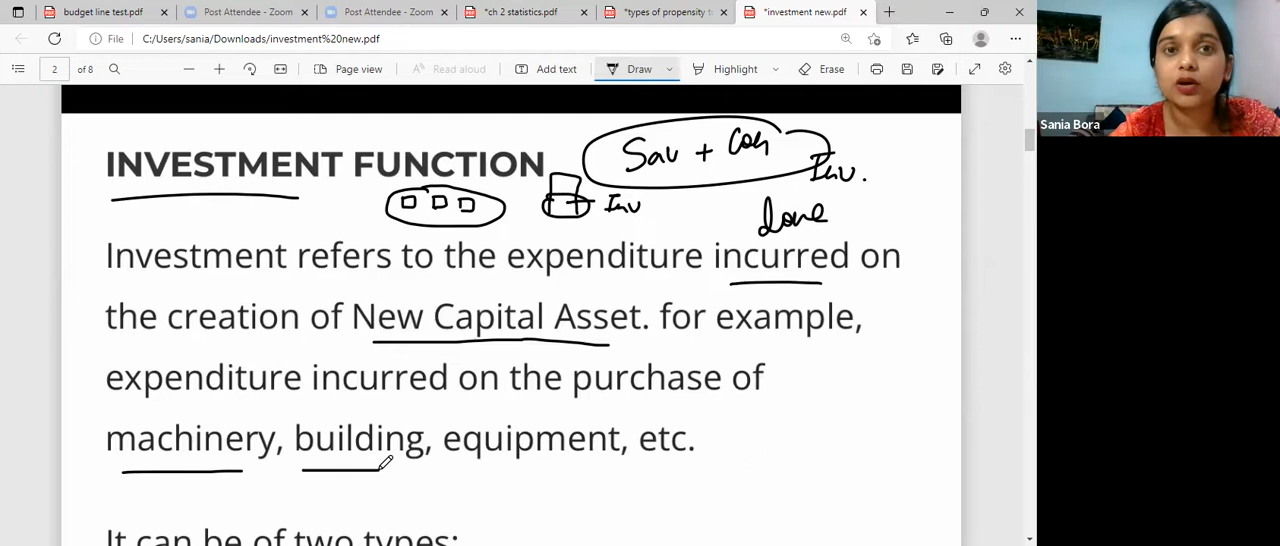 budget line test.pdf
Post Attendee - Zoom
Post Attendee - Zoom
*ch 2 statistics.pdf
*types of propensity t
*investment new.pdf
File
C:/Users/sania/Downloads/investment%20new.pdf
2 of 8
Page view
Read aloud
Add text
Draw
Highlight
Erase
Sania Bora
INVESTMENT FUNCTION
Sav +
Inv.
Inv
done
Investment refers to the expenditure incurred on
the creation of New Capital Asset. for example,
expenditure incurred on the purchase of
machinery, building, equipment, etc.
It can be of two types: